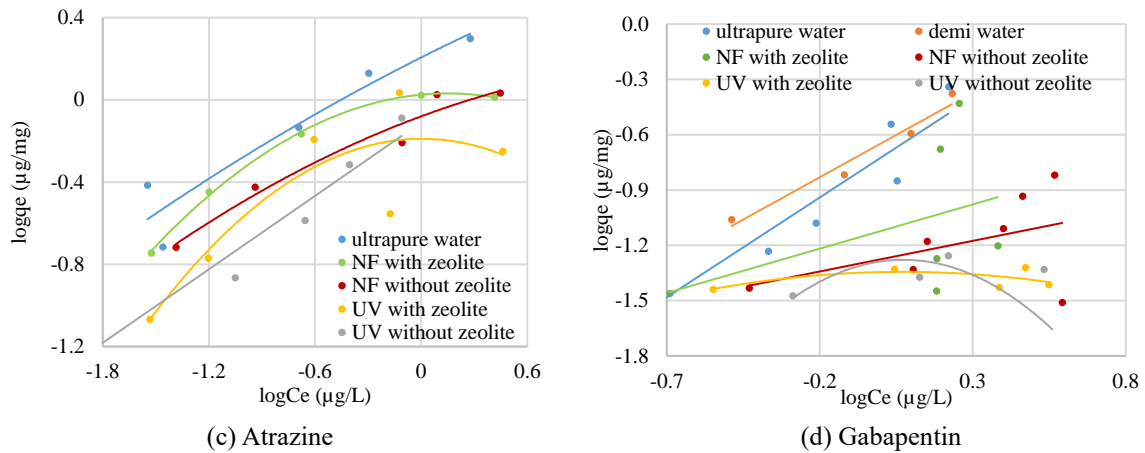 0.4
0
-0.4
-0.8
-1.2
-1.8
-1.2
-0.6
0
0.6
logqe (µg/mg)
logCe (µg/L)
ultrapure water
NF with zeolite
NF without zeolite
UV with zeolite
UV without zeolite
(c) Atrazine
0.0
-0.3
-0.6
-0.9
-1.2
-1.5
-1.8
-0.7
-0.2
0.3
0.8
logqe (µg/mg)
logCe (µg/L)
ultrapure water
demi water
NF with zeolite
NF without zeolite
UV with zeolite
UV without zeolite
(d) Gabapentin